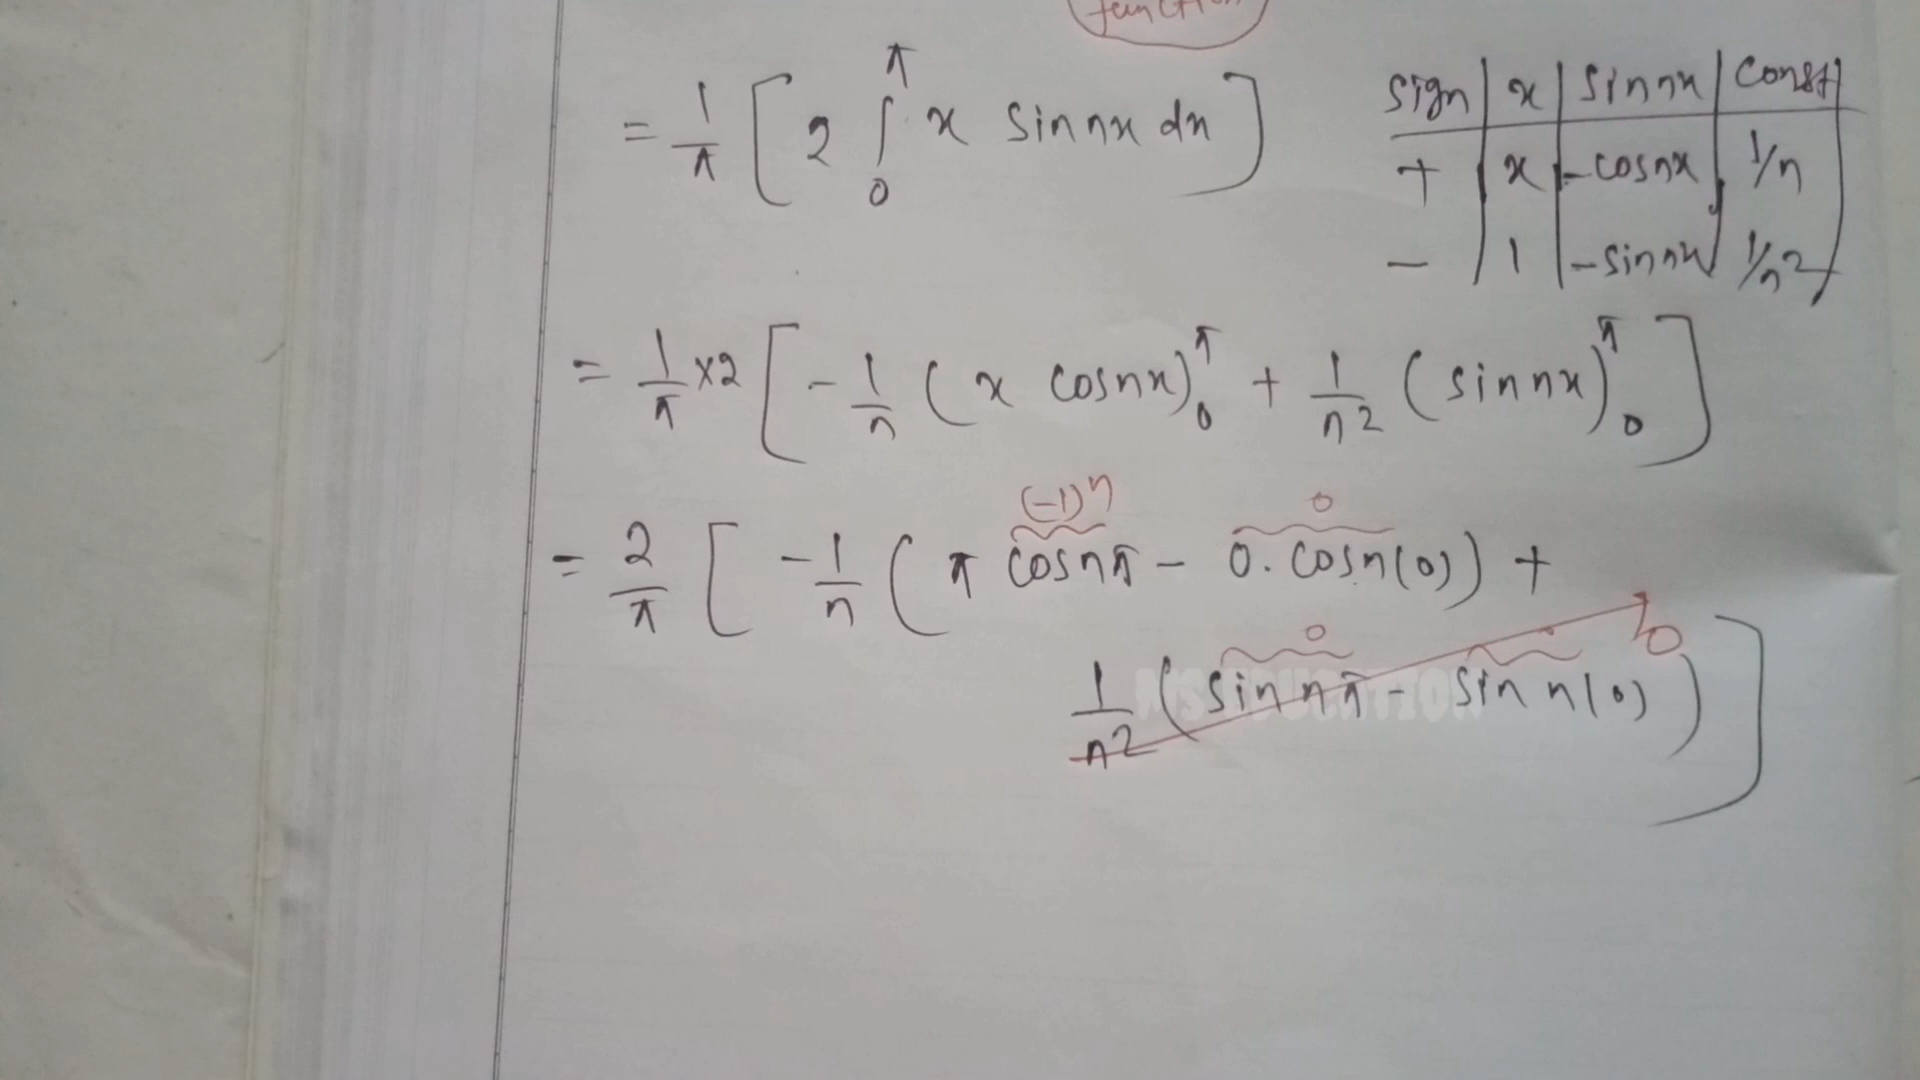 function
= 1/π [ 2 ∫₀^π x sin nx dx ]
sign | x | sin nx | const
+ | x | -cos nx | 1/n
- | 1 | -sin nx | 1/n²
= 1/π ×2 [ -1/n (x cos nx)₀^π + 1/n² (sin nx)₀^π ]
(-1)ⁿ 0
= 2/π [ -1/n (π cos nπ - 0. cos n(0)) +
0 0
1/n² (sin nπ - sin n(0)) ]